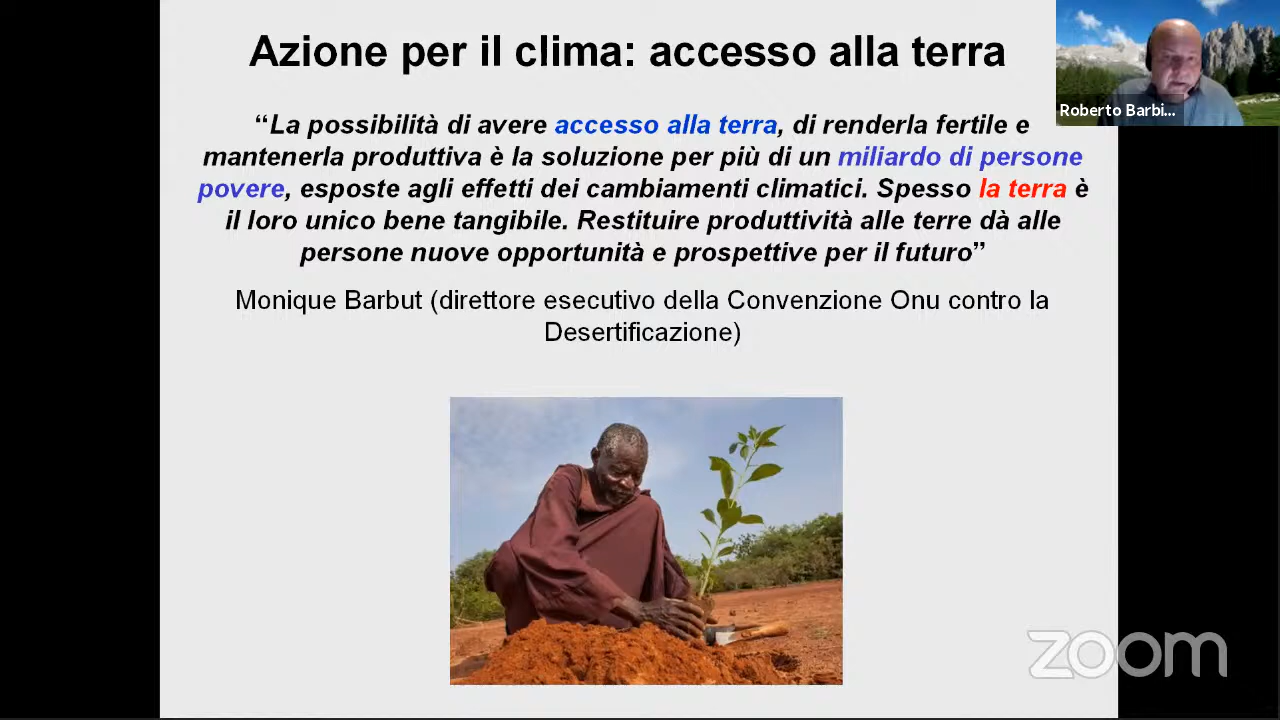 Azione per il clima: accesso alla terra
“La possibilità di avere accesso alla terra, di renderla fertile e
mantenerla produttiva è la soluzione per più di un miliardo di persone
povere, esposte agli effetti dei cambiamenti climatici. Spesso la terra è
il loro unico bene tangibile. Restituire produttività alle terre dà alle
persone nuove opportunità e prospettive per il futuro”
Monique Barbut (direttore esecutivo della Convenzione Onu contro la
Desertificazione)
Roberto Barbi...
zoom